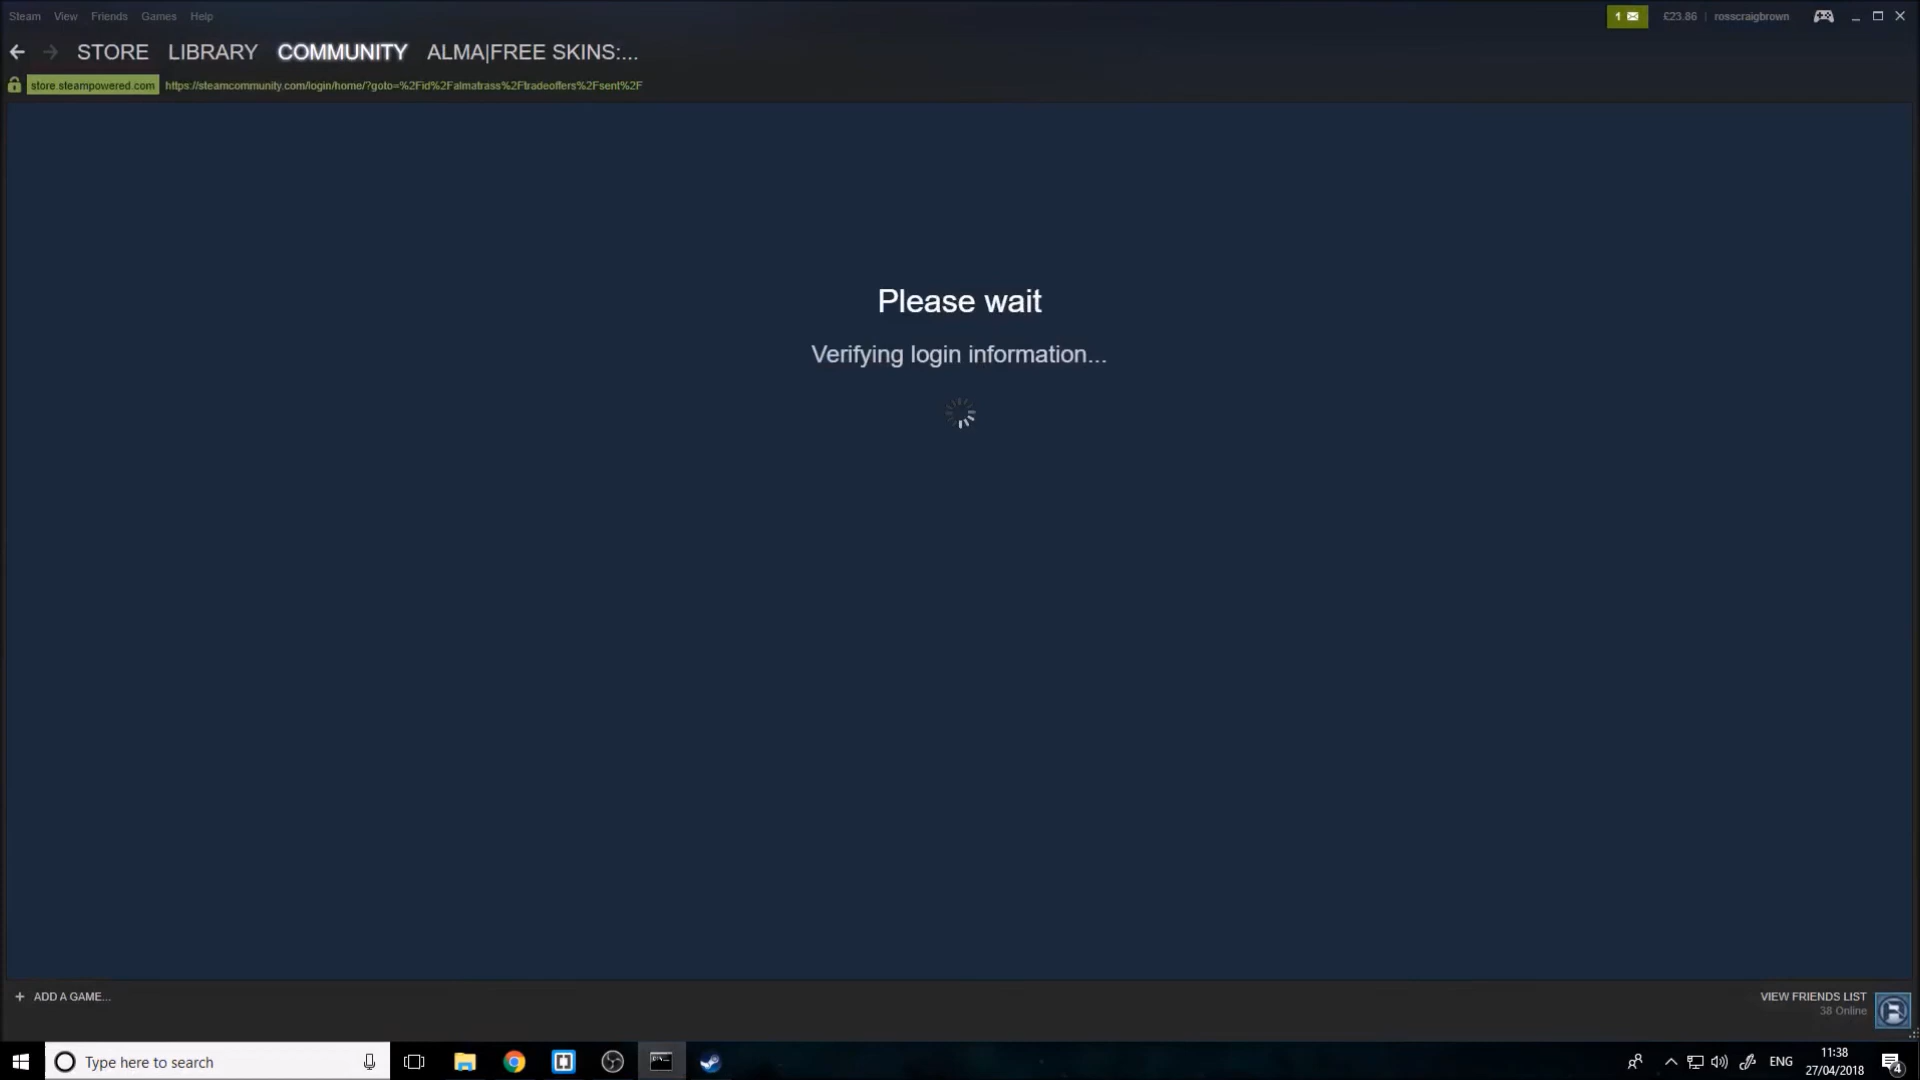 Steam View Friends Games Help
1 £23.86 | rosscraigbrown
STORE LIBRARY COMMUNITY ALMA|FREE SKINS:...
store.steampowered.com https://steamcommunity.com/login/home/?goto=%2Fid%2Falmatrass%2Ftradeoffers%2Fsent%2F
Please wait
Verifying login information...
+ ADD A GAME...
VIEW FRIENDS LIST
38 Online
Type here to search
ENG
11:38
27/04/2018
4